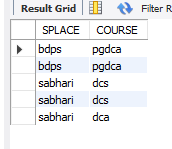 Result Grid Filter R
SPLACE COURSE
bdps pgdca
bdps pgdca
sabhari dcs
sabhari dcs
sabhari dca